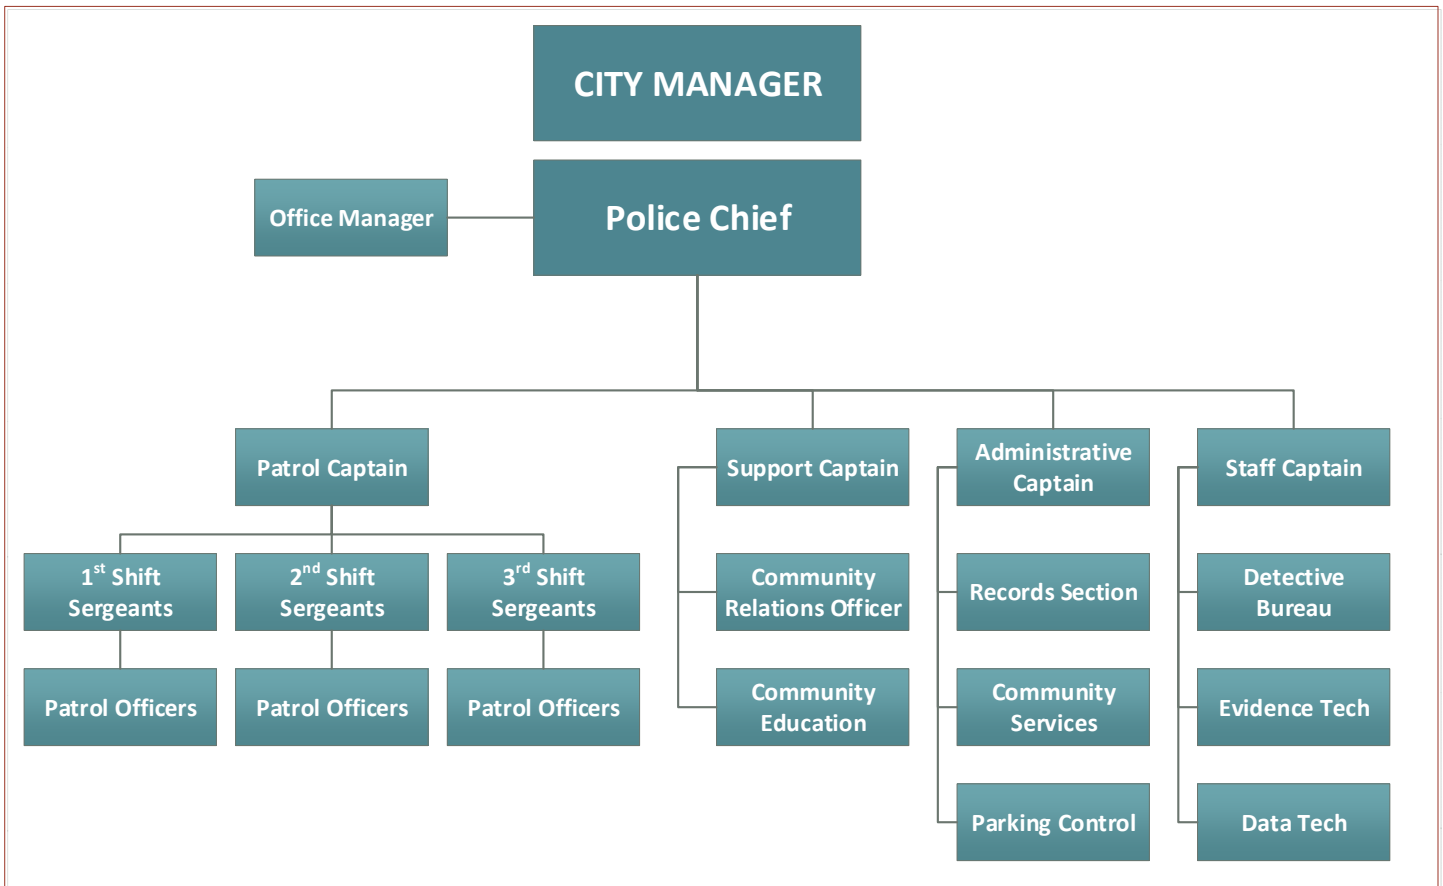 CITY MANAGER
Office Manager
Police Chief
Patrol Captain
Support Captain
Administrative
Captain
Staff Captain
1st Shift
Sergeants
2nd Shift
Sergeants
3rd Shift
Sergeants
Community
Relations Officer
Records Section
Detective
Bureau
Patrol Officers
Patrol Officers
Patrol Officers
Community
Education
Community
Services
Evidence Tech
Parking Control
Data Tech